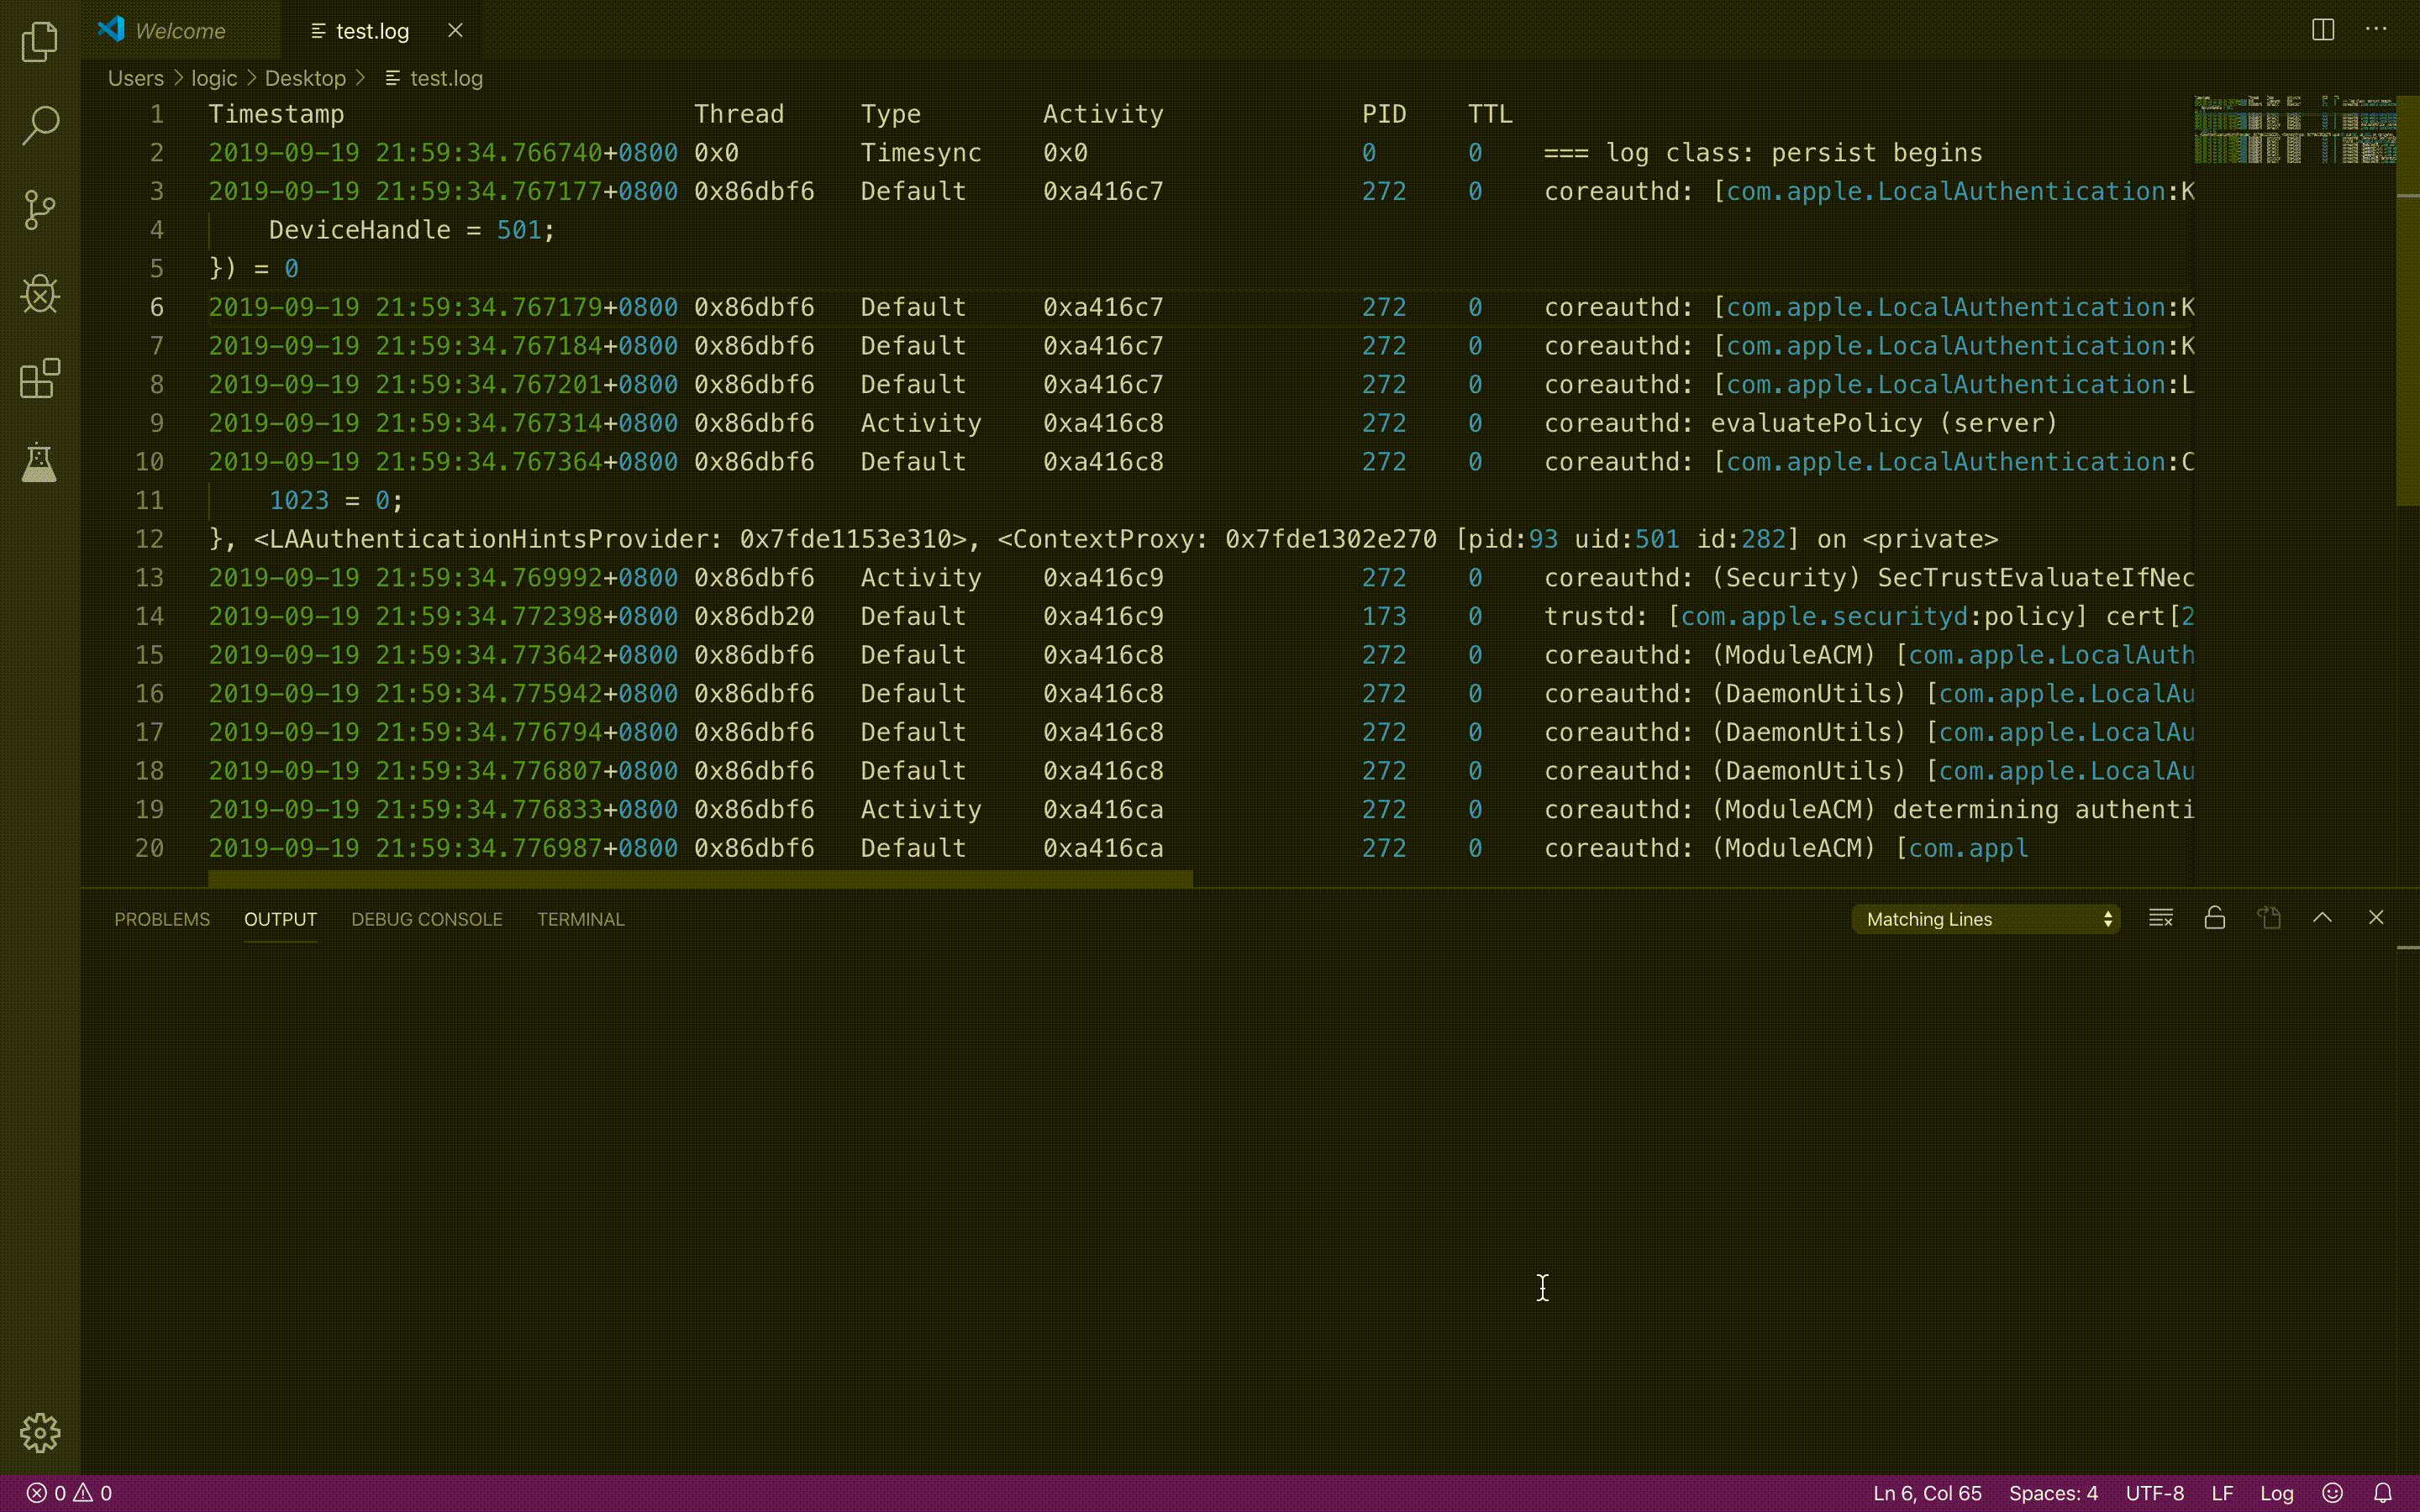 Welcome test.log
Users > logic > Desktop > test.log
1 Timestamp Thread Type Activity PID TTL
2 2019-09-19 21:59:34.766740+0800 0x0 Timesync 0x0 0 0 === log class: persist begins
3 2019-09-19 21:59:34.767177+0800 0x86dbf6 Default 0xa416c7 272 0 coreauthd: [com.apple.LocalAuthentication:K
4 DeviceHandle = 501;
5 }) = 0
6 2019-09-19 21:59:34.767179+0800 0x86dbf6 Default 0xa416c7 272 0 coreauthd: [com.apple.LocalAuthentication:K
7 2019-09-19 21:59:34.767184+0800 0x86dbf6 Default 0xa416c7 272 0 coreauthd: [com.apple.LocalAuthentication:K
8 2019-09-19 21:59:34.767201+0800 0x86dbf6 Default 0xa416c7 272 0 coreauthd: [com.apple.LocalAuthentication:L
9 2019-09-19 21:59:34.767314+0800 0x86dbf6 Activity 0xa416c8 272 0 coreauthd: evaluatePolicy (server)
10 2019-09-19 21:59:34.767364+0800 0x86dbf6 Default 0xa416c8 272 0 coreauthd: [com.apple.LocalAuthentication:C
11 1023 = 0;
12 }, <LAAuthenticationHintsProvider: 0x7fde1153e310>, <ContextProxy: 0x7fde1302e270 [pid:93 uid:501 id:282] on <private>
13 2019-09-19 21:59:34.769992+0800 0x86dbf6 Activity 0xa416c9 272 0 coreauthd: (Security) SecTrustEvaluateIfNec
14 2019-09-19 21:59:34.772398+0800 0x86db20 Default 0xa416c9 173 0 trustd: [com.apple.securityd:policy] cert[2
15 2019-09-19 21:59:34.773642+0800 0x86dbf6 Default 0xa416c8 272 0 coreauthd: (ModuleACM) [com.apple.LocalAuth
16 2019-09-19 21:59:34.775942+0800 0x86dbf6 Default 0xa416c8 272 0 coreauthd: (DaemonUtils) [com.apple.LocalAu
17 2019-09-19 21:59:34.776794+0800 0x86dbf6 Default 0xa416c8 272 0 coreauthd: (DaemonUtils) [com.apple.LocalAu
18 2019-09-19 21:59:34.776807+0800 0x86dbf6 Default 0xa416c8 272 0 coreauthd: (DaemonUtils) [com.apple.LocalAu
19 2019-09-19 21:59:34.776833+0800 0x86dbf6 Activity 0xa416ca 272 0 coreauthd: (ModuleACM) determining authenti
20 2019-09-19 21:59:34.776987+0800 0x86dbf6 Default 0xa416ca 272 0 coreauthd: (ModuleACM) [com.appl
PROBLEMS OUTPUT DEBUG CONSOLE TERMINAL Matching Lines
0 0 Ln 6, Col 65 Spaces: 4 UTF-8 LF Log